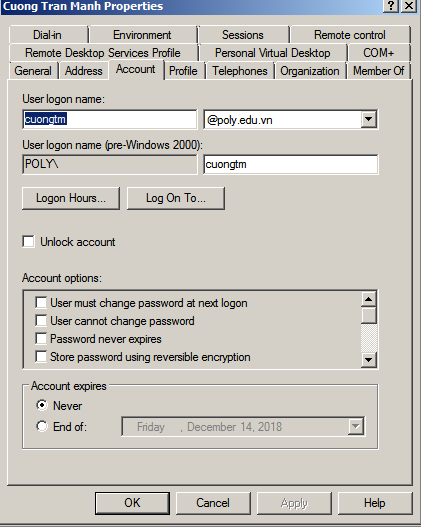 Cuong Tran Manh Properties
Dial-in Environment Sessions Remote control
Remote Desktop Services Profile Personal Virtual Desktop COM+
General Address Account Profile Telephones Organization Member Of
User logon name:
cuongtm @poly.edu.vn
User logon name (pre-Windows 2000):
POLY\ cuongtm
Logon Hours... Log On To...
Unlock account
Account options:
User must change password at next logon
User cannot change password
Password never expires
Store password using reversible encryption
Account expires
Never
End of: Friday , December 14, 2018
OK Cancel Apply Help